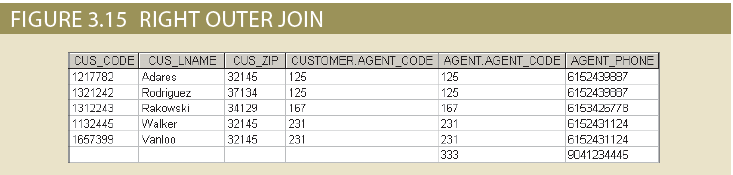 FIGURE 3.15 RIGHT OUTER JOIN
CUS_CODE CUS_LNAME CUS_ZIP CUSTOMER.AGENT_CODE AGENT.AGENT_CODE AGENT_PHONE
1217782 Adares 32145 125 125 6152439887
1321242 Rodriguez 37134 125 125 6152439887
1312243 Rakowski 34129 167 167 6153426778
1132445 Walker 32145 231 231 6152431124
1657399 Vanloo 32145 231 231 6152431124
333 9041234445